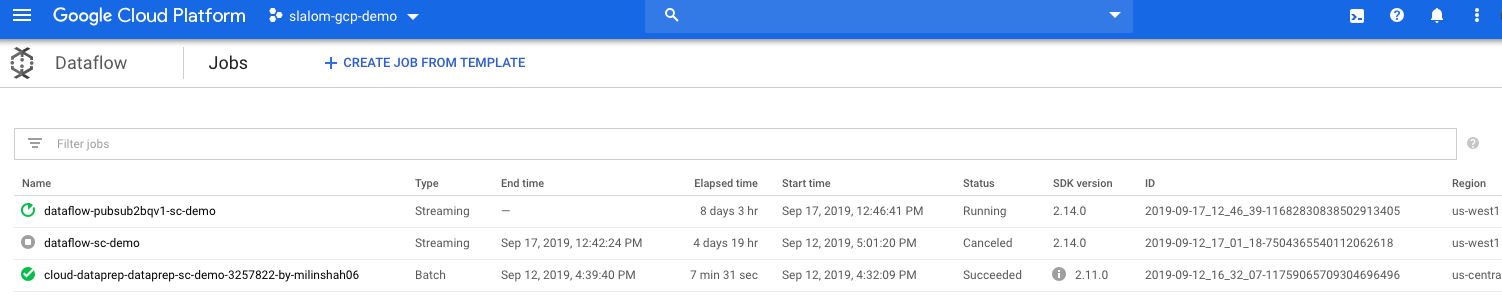 Google Cloud Platform slalom-gcp-demo
Dataflow Jobs CREATE JOB FROM TEMPLATE
Filter jobs
Name Type End time Elapsed time Start time Status SDK version ID Region
dataflow-pubsub2bqv1-sc-demo Streaming — 8 days 3 hr Sep 17, 2019, 12:46:41 PM Running 2.14.0 2019-09-17_12_46_39-11682830838502913405 us-west1
dataflow-sc-demo Streaming Sep 17, 2019, 12:42:24 PM 4 days 19 hr Sep 12, 2019, 5:01:20 PM Canceled 2.14.0 2019-09-12_17_01_18-7504365540112062618 us-west1
cloud-dataprep-dataprep-sc-demo-3257822-by-milinshah06 Batch Sep 12, 2019, 4:39:40 PM 7 min 31 sec Sep 12, 2019, 4:32:09 PM Succeeded 2.11.0 2019-09-12_16_32_07-11759065709304696496 us-centra